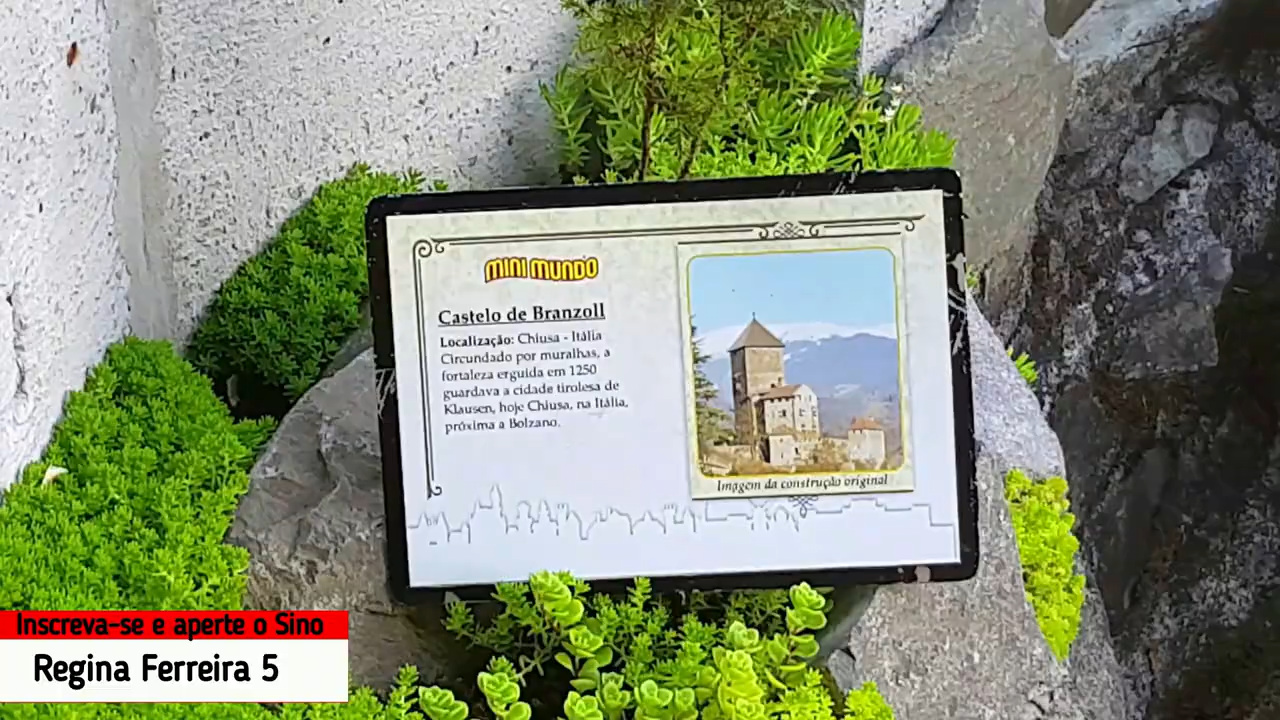 MINI MUNDO
Castelo de Branzoll
Localização: Chiusa - Itália
Circundado por muralhas, a
fortaleza erguida em 1250
guardava a cidade tirolesa de
Klausen, hoje Chiusa, na Itália,
próxima a Bolzano.
Imagem da construção original
Inscreva-se e aperte o Sino
Regina Ferreira 5